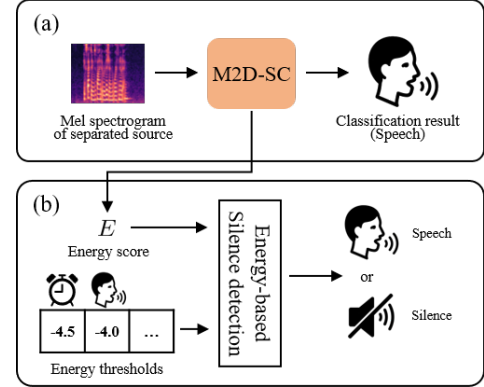 (a)
M2D-SC
Mel spectrogram
of separated source
Classification result
(Speech)
(b)
E
Energy score
Energy-based
Silence detection
Speech
or
Silence
-4.5 -4.0 ...
Energy thresholds